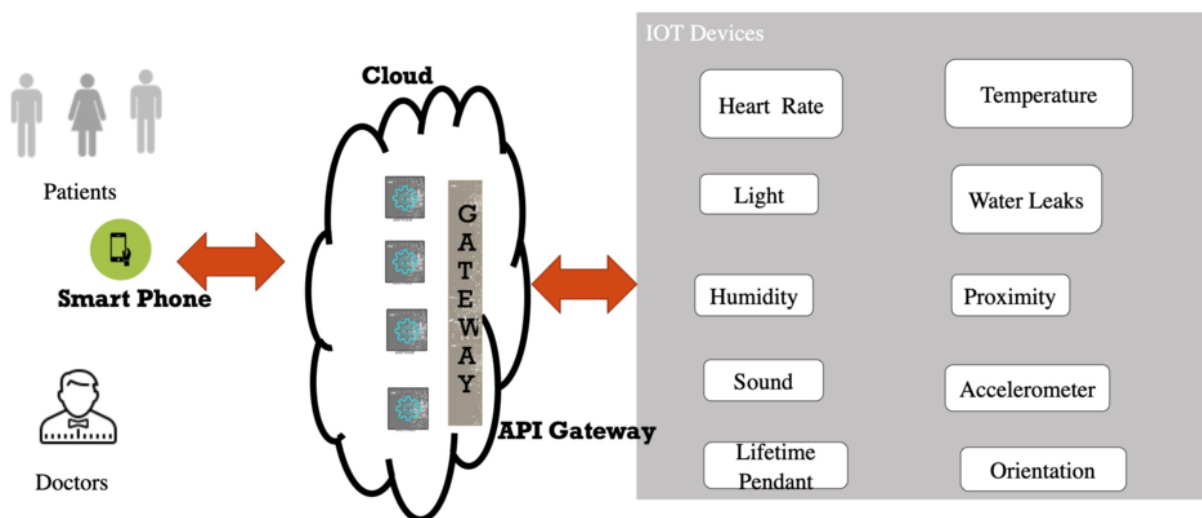 Patients
Smart Phone
Doctors
Cloud
GATEWAY
API Gateway
IOT Devices
Heart Rate
Temperature
Light
Water Leaks
Humidity
Proximity
Sound
Accelerometer
Lifetime
Pendant
Orientation